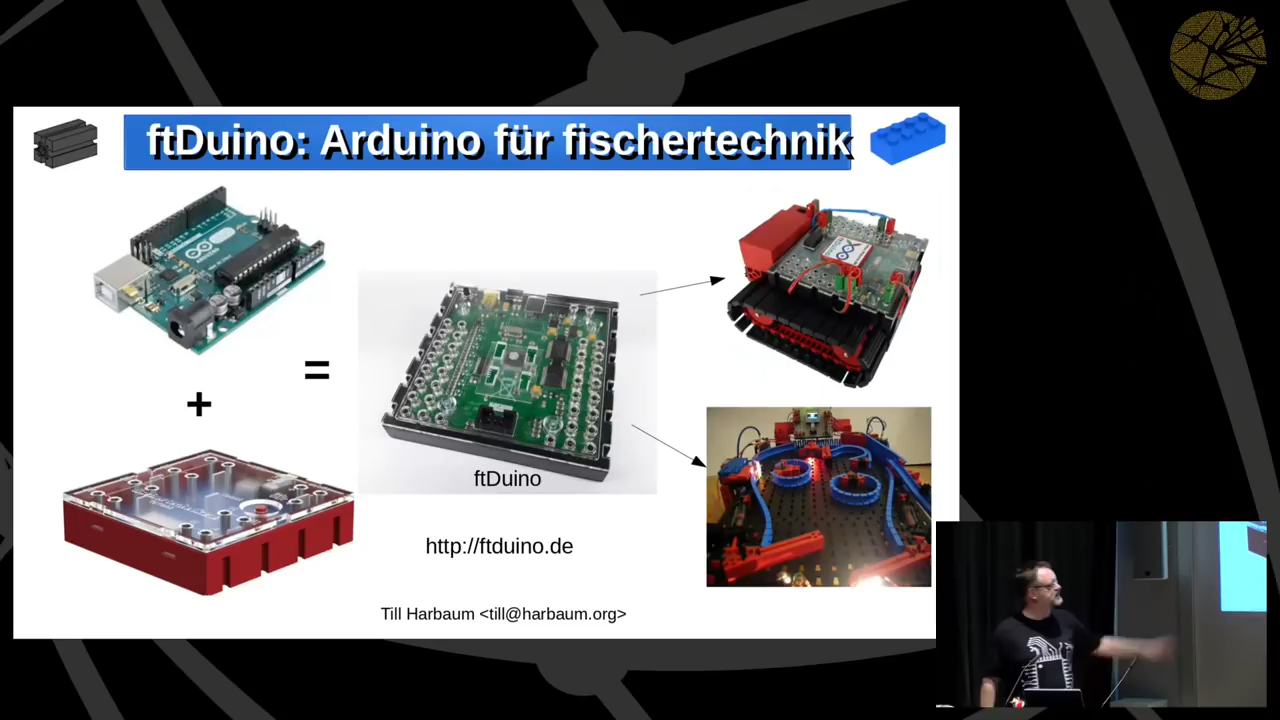 ftDuino: Arduino für fischertechnik
+
=
ftDuino
http://ftduino.de
Till Harbaum <till@harbaum.org>